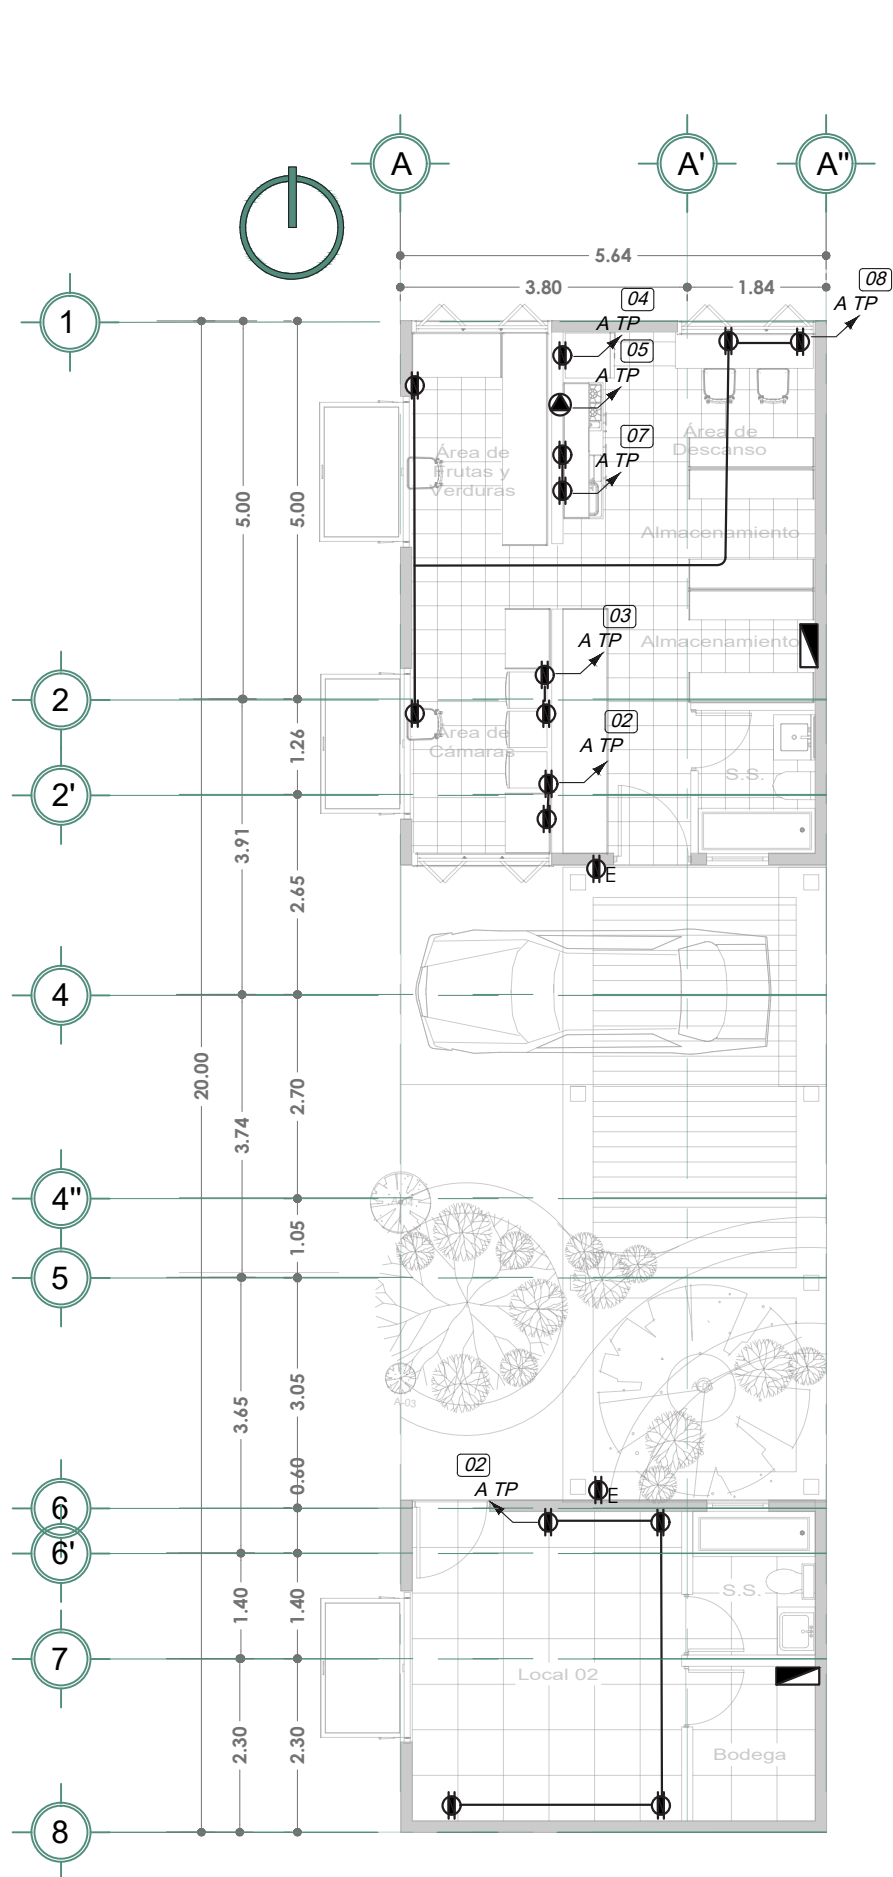 A
A'
A"
5.64
3.80
1.84
08
A TP
04
A TP
1
05
A TP
07
A TP
Área de
Frutas y
Verduras
Área de
Descanso
5.00
5.00
Almacenamiento
03
A TP
Almacenamiento
2
02
A TP
Área de
Cámaras
1.26
S.S.
2'
3.91
2.65
E
4
20.00
2.70
3.74
4"
1.05
5
3.05
3.65
A-03
0.60
02
A TP
E
6
6'
1.40
1.40
S.S.
7
Local 02
2.30
2.30
Bodega
8